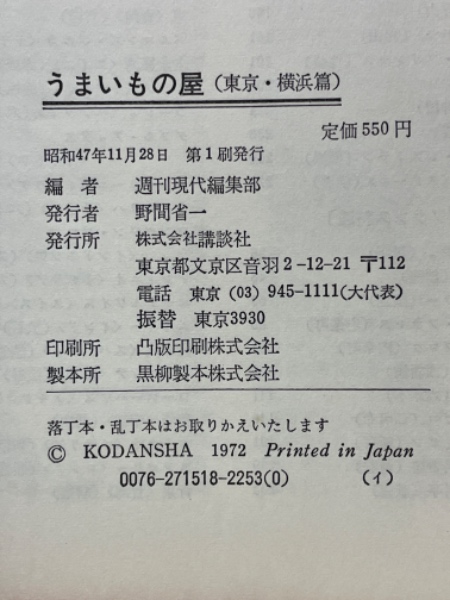 うまいもの屋（東京・横浜篇）
定価550円
昭和47年11月28日 第1刷発行
編者 週刊現代編集部
発行者 野間省一
発行所 株式会社講談社
東京都文京区音羽2-12-21 〒112
電話 東京（03）945-1111(大代表)
振替 東京3930
印刷所 凸版印刷株式会社
製本所 黒柳製本株式会社
落丁本・乱丁本はお取りかえいたします
© KODANSHA 1972 Printed in Japan
0076-271518-2253(0) (イ)